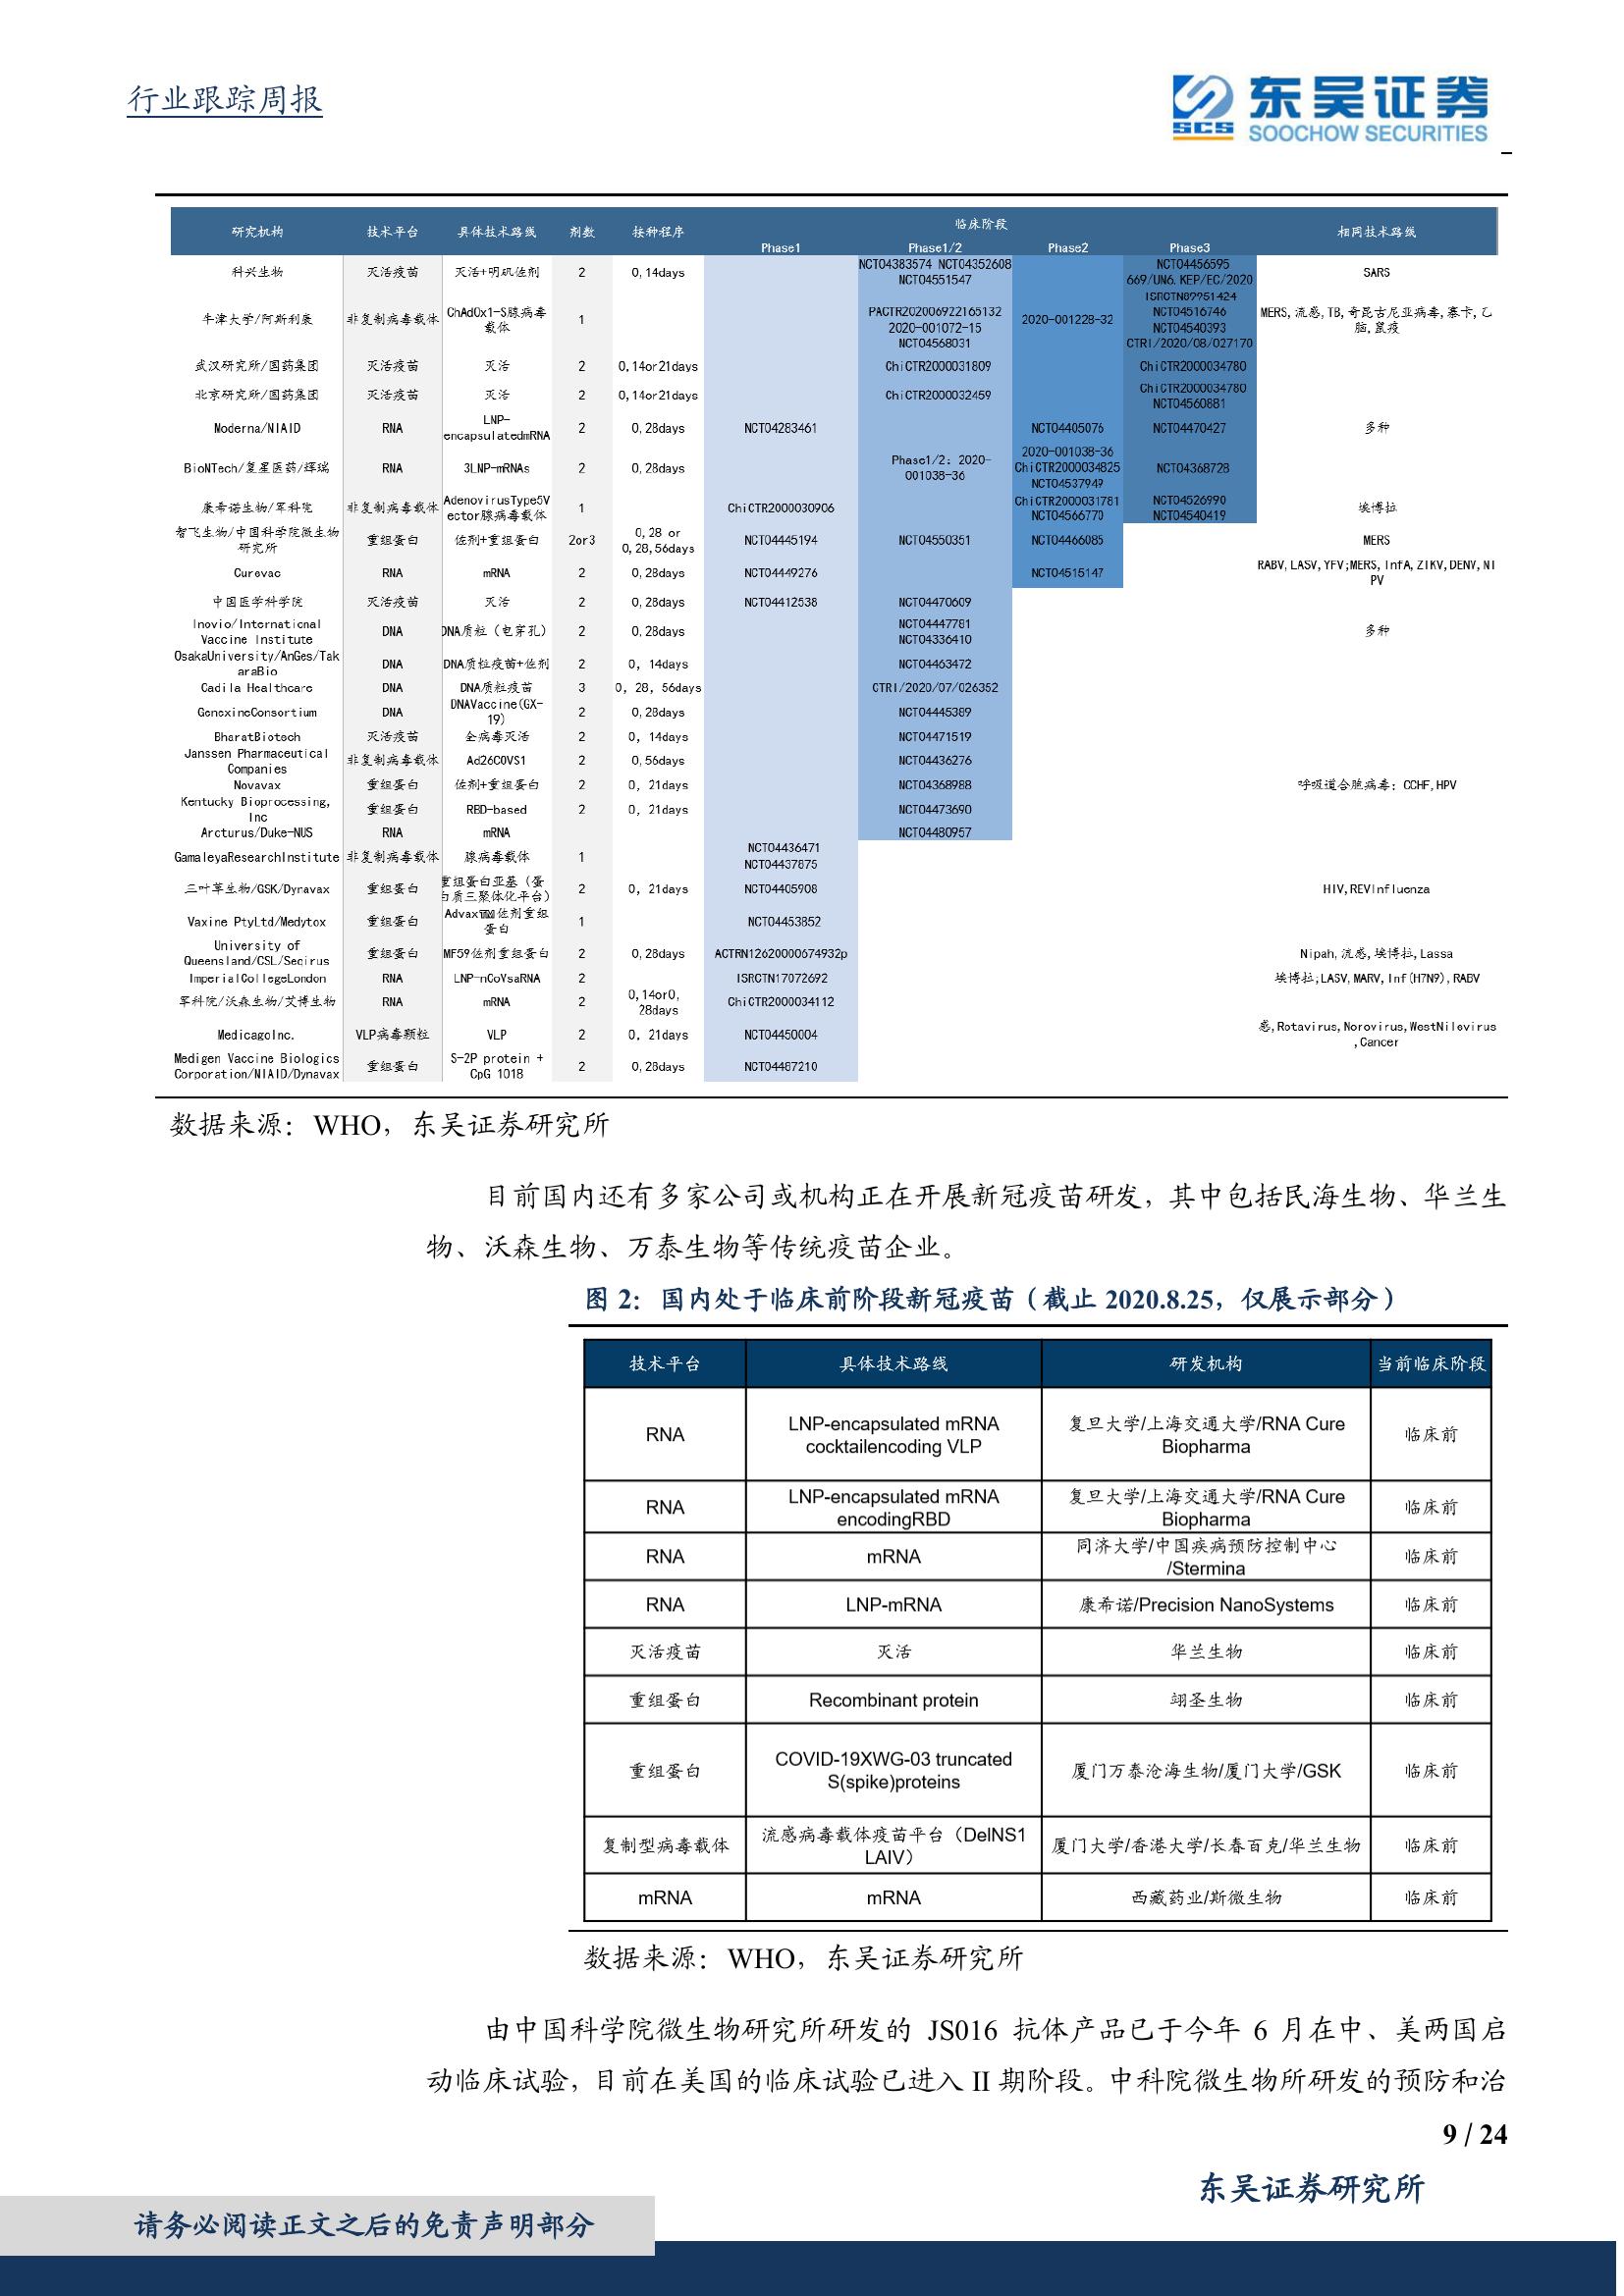 行业跟踪周报
SCS 东吴证券
SOOCHOW SECURITIES
研究机构 技术平台 具体技术路线 剂数 接种程序 临床阶段 相同技术路线
Phase1 Phase1/2 Phase2 Phase3
科兴生物 灭活疫苗 灭活+明矾佐剂 2 0,14days NCT04383574 NCT04352608 NCT04551547 NCT04456595 669/UN6.KEP/EC/2020 SARS
牛津大学/阿斯利康 非复制病毒载体 ChAdOx1-S腺病毒载体 1 PACTR202006922165132 2020-001072-15 NCT04568031 2020-001228-32 ISRCTN89951424 NCT04516746 NCT04540393 CTRI/2020/08/027170 MERS,流感,TB,奇昆古尼亚病毒,寨卡,乙脑,鼠疫
武汉研究所/国药集团 灭活疫苗 灭活 2 0,14or21days ChiCTR2000031809 ChiCTR2000034780
北京研究所/国药集团 灭活疫苗 灭活 2 0,14or21days ChiCTR2000032459 ChiCTR2000034780 NCT04560881
Moderna/NIAID RNA LNP-encapsulatedmRNA 2 0,28days NCT04283461 NCT04405076 NCT04470427 多种
BioNTech/复星医药/辉瑞 RNA 3LNP-mRNAs 2 0,28days Phase1/2: 2020-001038-36 2020-001038-36 ChiCTR2000034825 NCT04537949 NCT04368728
康希诺生物/军科院 非复制病毒载体 AdenovirusType5Vector腺病毒载体 1 ChiCTR2000030906 ChiCTR2000031781 NCT04566770 NCT04526990 NCT04540419 埃博拉
智飞生物/中国科学院微生物研究所 重组蛋白 佐剂+重组蛋白 2or3 0,28 or 0,28,56days NCT04445194 NCT04550351 NCT04466085 MERS
Curevac RNA mRNA 2 0,28days NCT04449276 NCT04515147 RABV,LASV,YFV;MERS,InfA,ZIKV,DENV,NIPV
中国医学科学院 灭活疫苗 灭活 2 0,28days NCT04412538 NCT04470609
Inovio/International Vaccine Institute DNA DNA质粒（电穿孔） 2 0,28days NCT04447781 NCT04336410 多种
OsakaUniversity/AnGes/TakaraBio DNA DNA质粒疫苗+佐剂 2 0, 14days NCT04463472
Cadila Healthcare DNA DNA质粒疫苗 3 0, 28, 56days CTRI/2020/07/026352
GenexineConsortium DNA DNAVaccine(GX-19) 2 0,28days NCT04445389
BharatBiotech 灭活疫苗 全病毒灭活 2 0, 14days NCT04471519
Janssen Pharmaceutical Companies 非复制病毒载体 Ad26COVS1 2 0,56days NCT04436276
Novavax 重组蛋白 佐剂+重组蛋白 2 0, 21days NCT04368988 呼吸道合胞病毒; CCHF,HPV
Kentucky Bioprocessing, Inc 重组蛋白 RBD-based 2 0, 21days NCT04473690
Arcturus/Duke-NUS RNA mRNA NCT04480957
GamaleyaResearchInstitute 非复制病毒载体 腺病毒载体 1 NCT04436471 NCT04437875
三叶草生物/GSK/Dynavax 重组蛋白 重组蛋白亚基（蛋白质三聚体化平台） 2 0, 21days NCT04405908 HIV,REVInfluenza
Vaxine PtyLtd/Medytox 重组蛋白 Advax™佐剂重组蛋白 1 NCT04453852
University of Queensland/CSL/Seqirus 重组蛋白 MF59佐剂重组蛋白 2 0,28days ACTRN12620000674932p Nipah,流感,埃博拉,Lassa
ImperialCollegeLondon RNA LNP-nCoVsaRNA 2 ISRCTN17072692 埃博拉;LASV,MARV,Inf(H7N9),RABV
军科院/沃森生物/艾博生物 RNA mRNA 2 0,14or0, 28days ChiCTR2000034112
MedicagoInc. VLP病毒颗粒 VLP 2 0, 21days NCT04450004 感,Rotavirus,Norovirus,WestNilevirus,Cancer
Medigen Vaccine Biologics Corporation/NIAID/Dynavax 重组蛋白 S-2P protein + CpG 1018 2 0,28days NCT04487210
数据来源：WHO，东吴证券研究所
目前国内还有多家公司或机构正在开展新冠疫苗研发，其中包括民海生物、华兰生
物、沃森生物、万泰生物等传统疫苗企业。
图 2：国内处于临床前阶段新冠疫苗（截止 2020.8.25，仅展示部分）
技术平台 具体技术路线 研发机构 当前临床阶段
RNA LNP-encapsulated mRNA cocktailencoding VLP 复旦大学/上海交通大学/RNA Cure Biopharma 临床前
RNA LNP-encapsulated mRNA encodingRBD 复旦大学/上海交通大学/RNA Cure Biopharma 临床前
RNA mRNA 同济大学/中国疾病预防控制中心/Stermina 临床前
RNA LNP-mRNA 康希诺/Precision NanoSystems 临床前
灭活疫苗 灭活 华兰生物 临床前
重组蛋白 Recombinant protein 翊圣生物 临床前
重组蛋白 COVID-19XWG-03 truncated S(spike)proteins 厦门万泰沧海生物/厦门大学/GSK 临床前
复制型病毒载体 流感病毒载体疫苗平台（DelNS1 LAIV） 厦门大学/香港大学/长春百克/华兰生物 临床前
mRNA mRNA 西藏药业/斯微生物 临床前
数据来源：WHO，东吴证券研究所
由中国科学院微生物研究所研发的 JS016 抗体产品已于今年 6 月在中、美两国启
动临床试验，目前在美国的临床试验已进入 II 期阶段。中科院微生物所研发的预防和治
9 / 24
东吴证券研究所
请务必阅读正文之后的免责声明部分